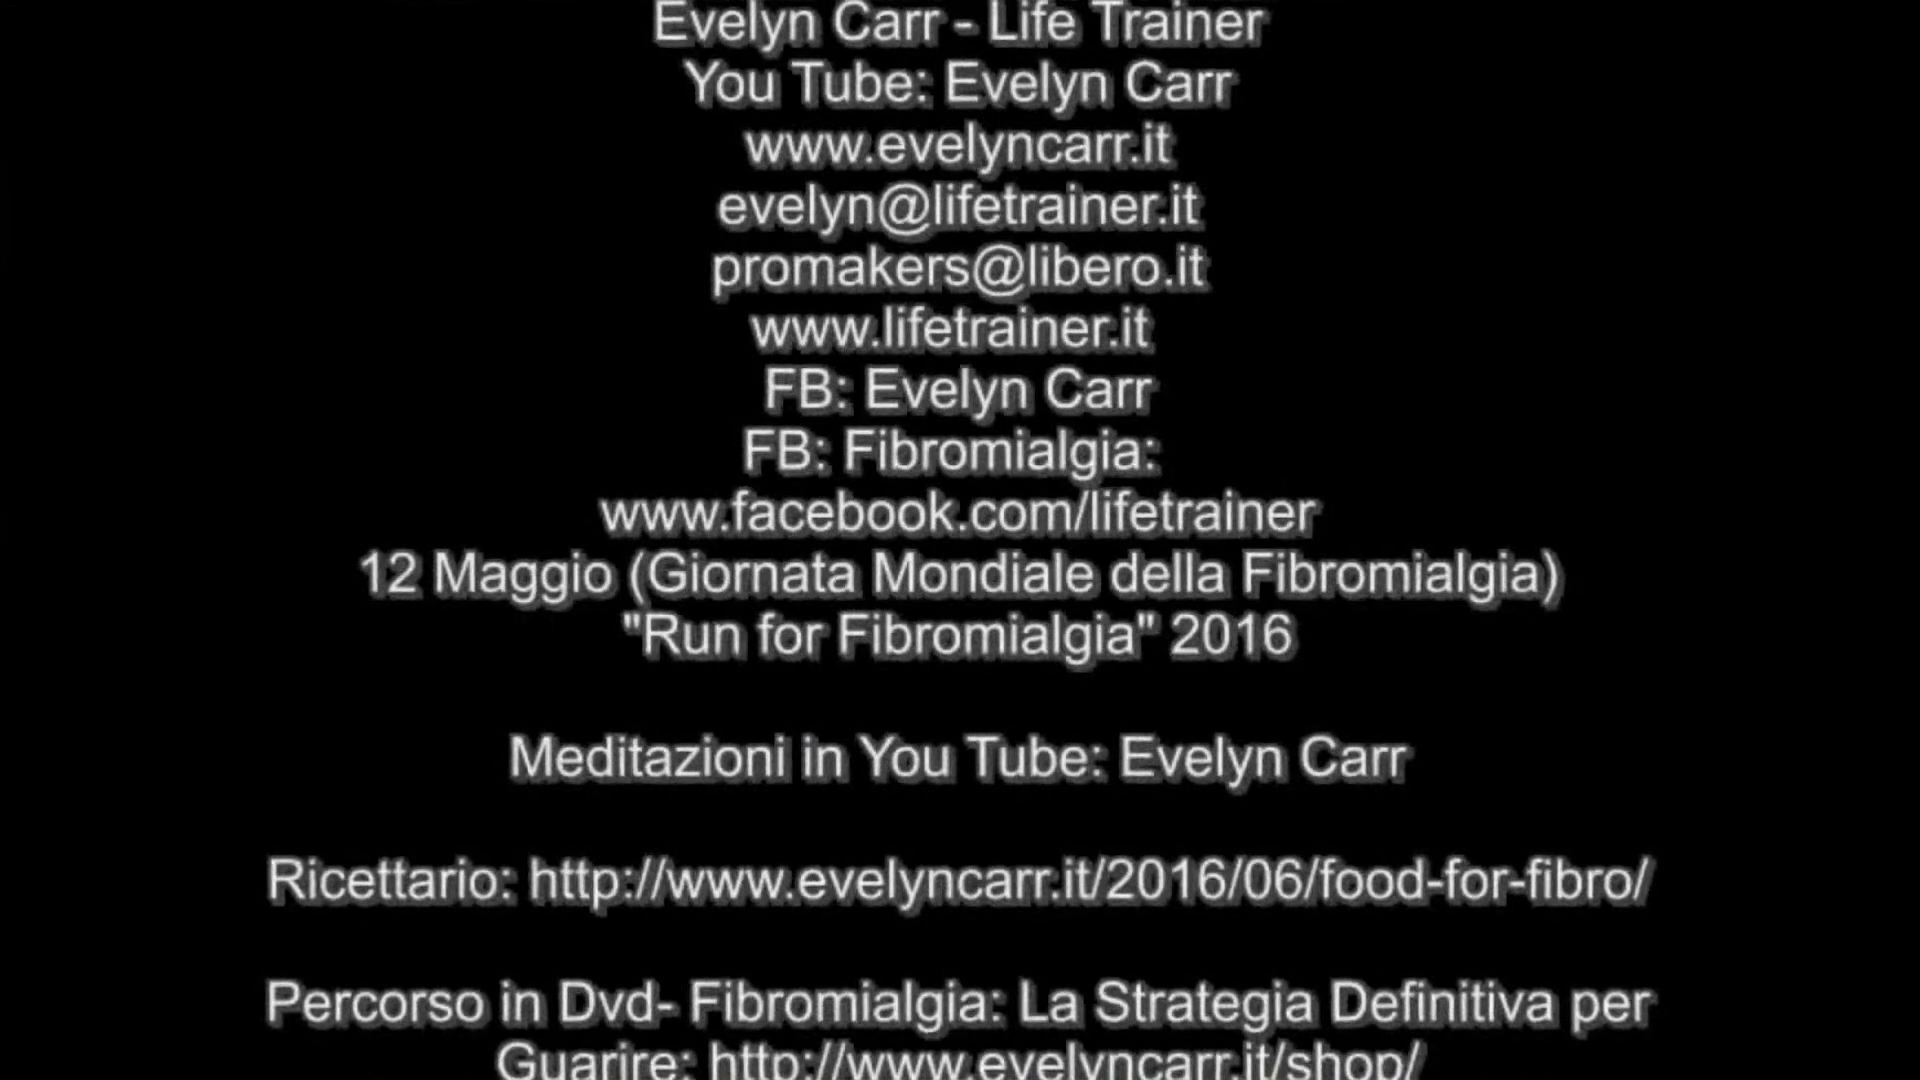 Evelyn Carr - Life Trainer
You Tube: Evelyn Carr
www.evelyncarr.it
evelyn@lifetrainer.it
promakers@libero.it
www.lifetrainer.it
FB: Evelyn Carr
FB: Fibromialgia:
www.facebook.com/lifetrainer
12 Maggio (Giornata Mondiale della Fibromialgia)
"Run for Fibromialgia" 2016
Meditazioni in You Tube: Evelyn Carr
Ricettario: http://www.evelyncarr.it/2016/06/food-for-fibro/
Percorso in Dvd- Fibromialgia: La Strategia Definitiva per
Guarire: http://www.evelyncarr.it/shop/